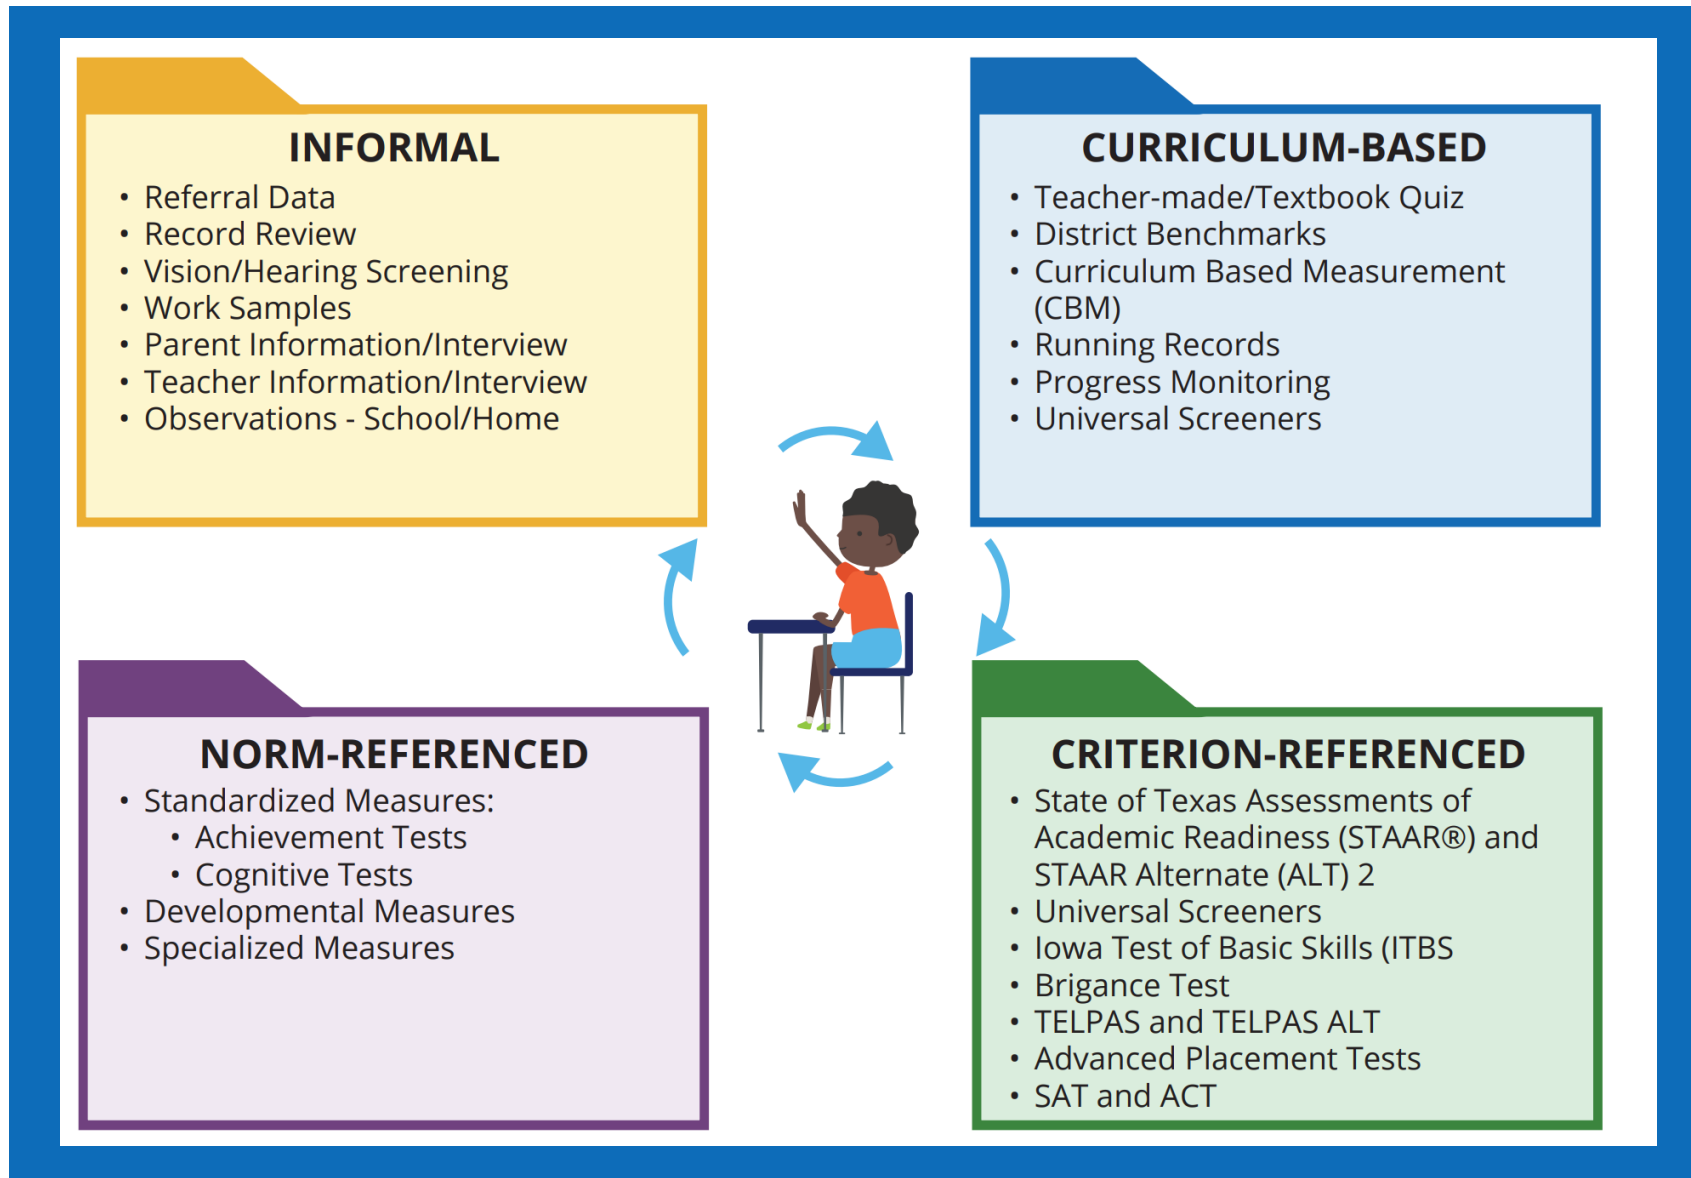 INFORMAL
• Referral Data
• Record Review
• Vision/Hearing Screening
• Work Samples
• Parent Information/Interview
• Teacher Information/Interview
• Observations - School/Home
CURRICULUM-BASED
• Teacher-made/Textbook Quiz
• District Benchmarks
• Curriculum Based Measurement
(CBM)
• Running Records
• Progress Monitoring
• Universal Screeners
NORM-REFERENCED
• Standardized Measures:
• Achievement Tests
• Cognitive Tests
• Developmental Measures
• Specialized Measures
CRITERION-REFERENCED
• State of Texas Assessments of
Academic Readiness (STAAR®) and
STAAR Alternate (ALT) 2
• Universal Screeners
• Iowa Test of Basic Skills (ITBS
• Brigance Test
• TELPAS and TELPAS ALT
• Advanced Placement Tests
• SAT and ACT